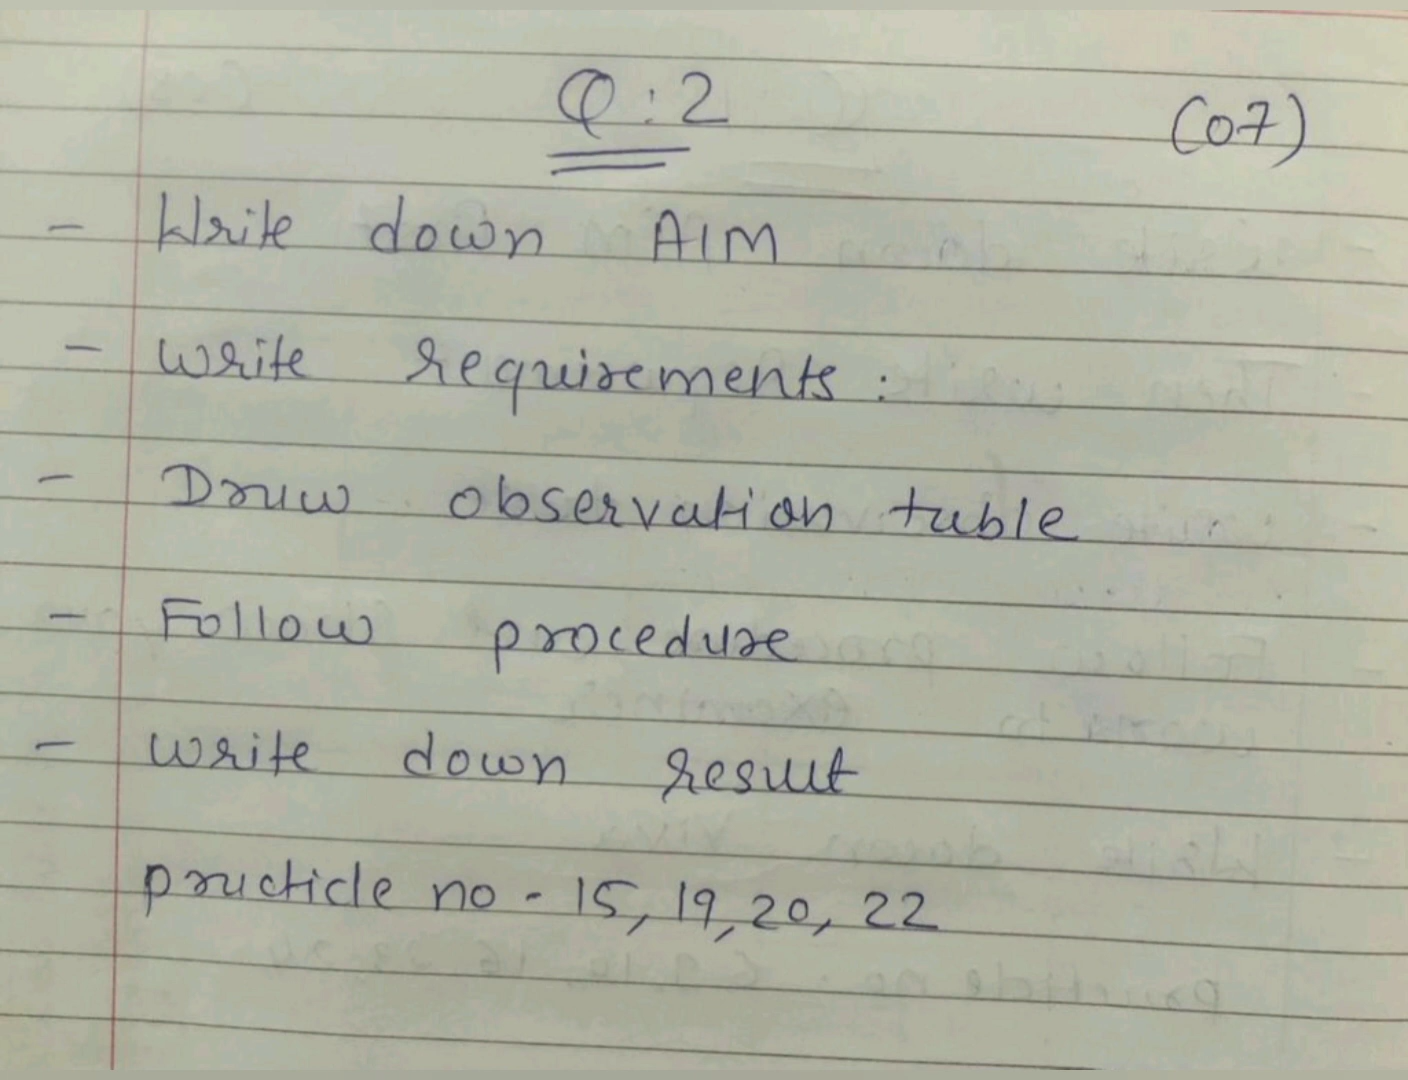 Q:2 (07)
- Write down AIM
- write requirements :
- Draw observation table
- Follow procedure
- write down result
practicle no - 15, 19, 20, 22